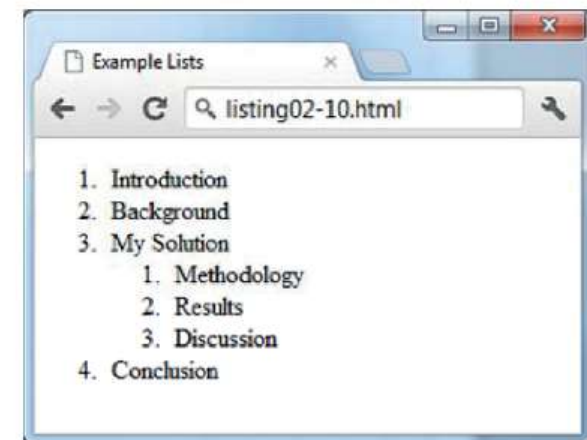 Example Lists
listing02-10.html
1. Introduction
2. Background
3. My Solution
1. Methodology
2. Results
3. Discussion
4. Conclusion